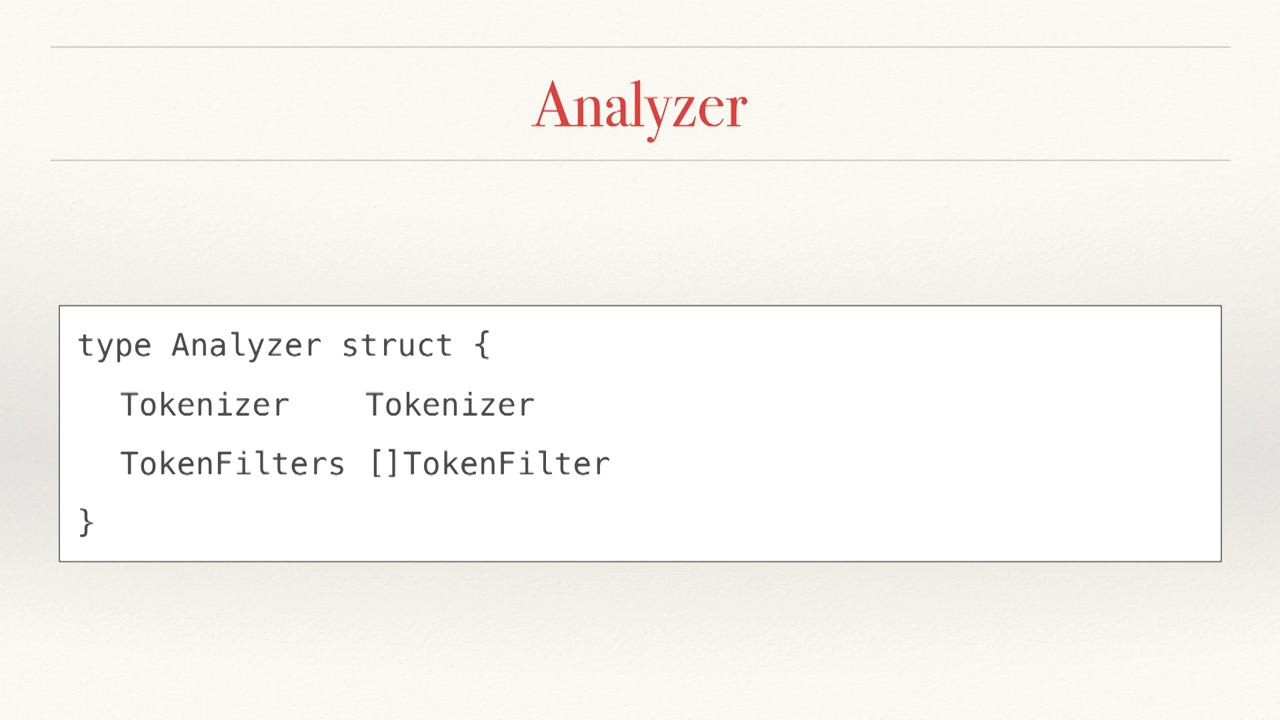 Analyzer
type Analyzer struct {
  Tokenizer    Tokenizer
  TokenFilters []TokenFilter
}